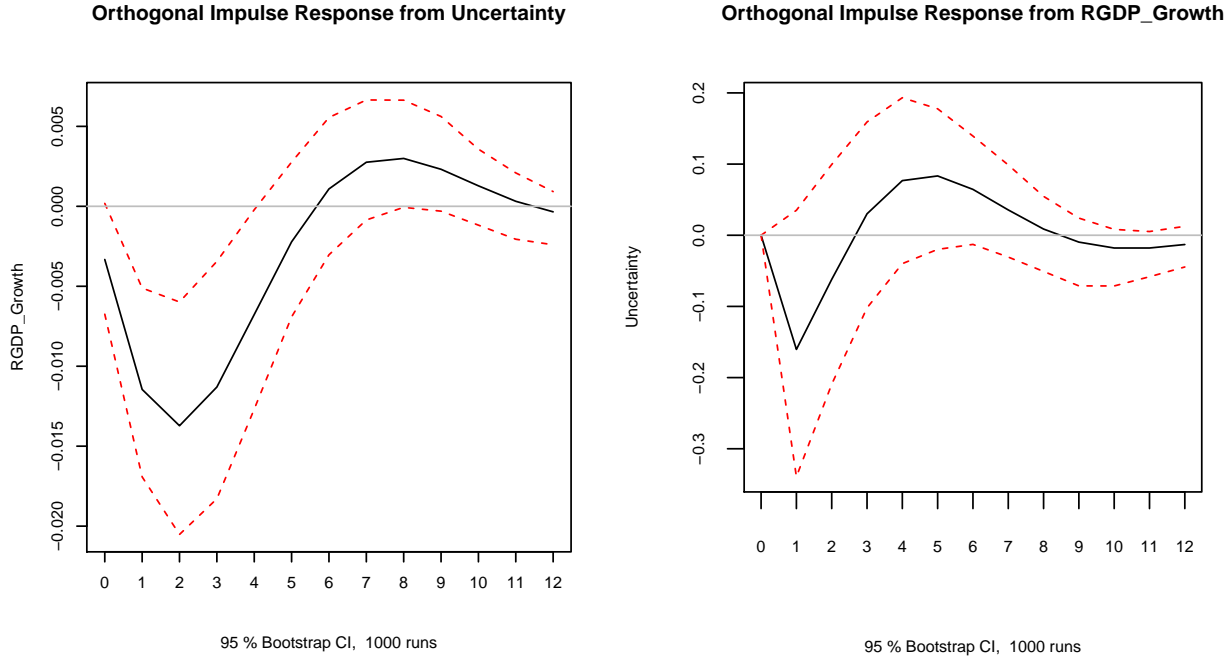 Orthogonal Impulse Response from Uncertainty
RGDP_Growth
0.005
0.000
−0.005
−0.010
−0.015
−0.020
0 1 2 3 4 5 6 7 8 9 10 11 12
95 % Bootstrap CI,  1000 runs
Orthogonal Impulse Response from RGDP_Growth
Uncertainty
0.2
0.1
0.0
−0.1
−0.2
−0.3
0 1 2 3 4 5 6 7 8 9 10 11 12
95 % Bootstrap CI,  1000 runs